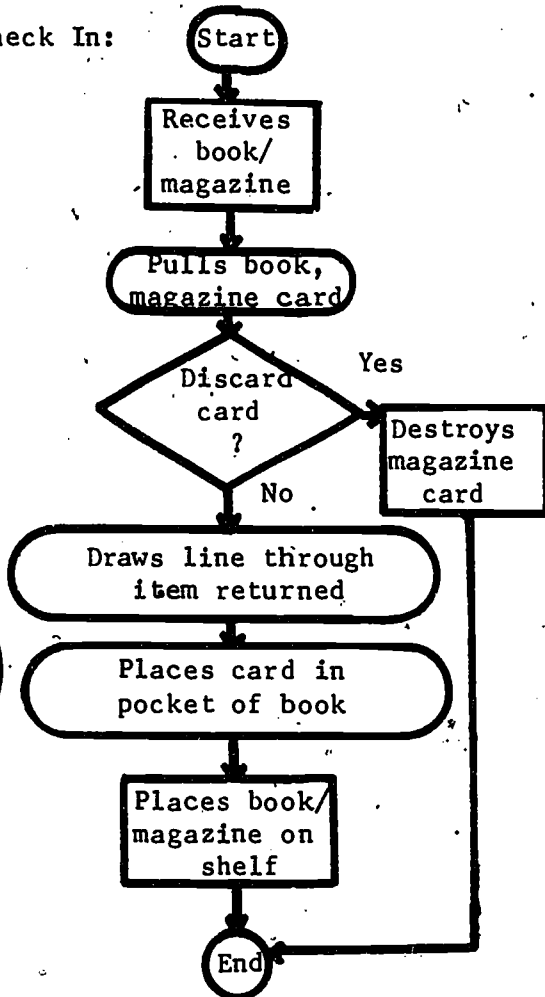 heck In:
Start
Receives
book/
magazine
Pulls book,
magazine card
Discard
card
?
Yes
Destroys
magazine
card
No
Draws line through
item returned
Places card in
pocket of book
Places book/
magazine on
shelf
End